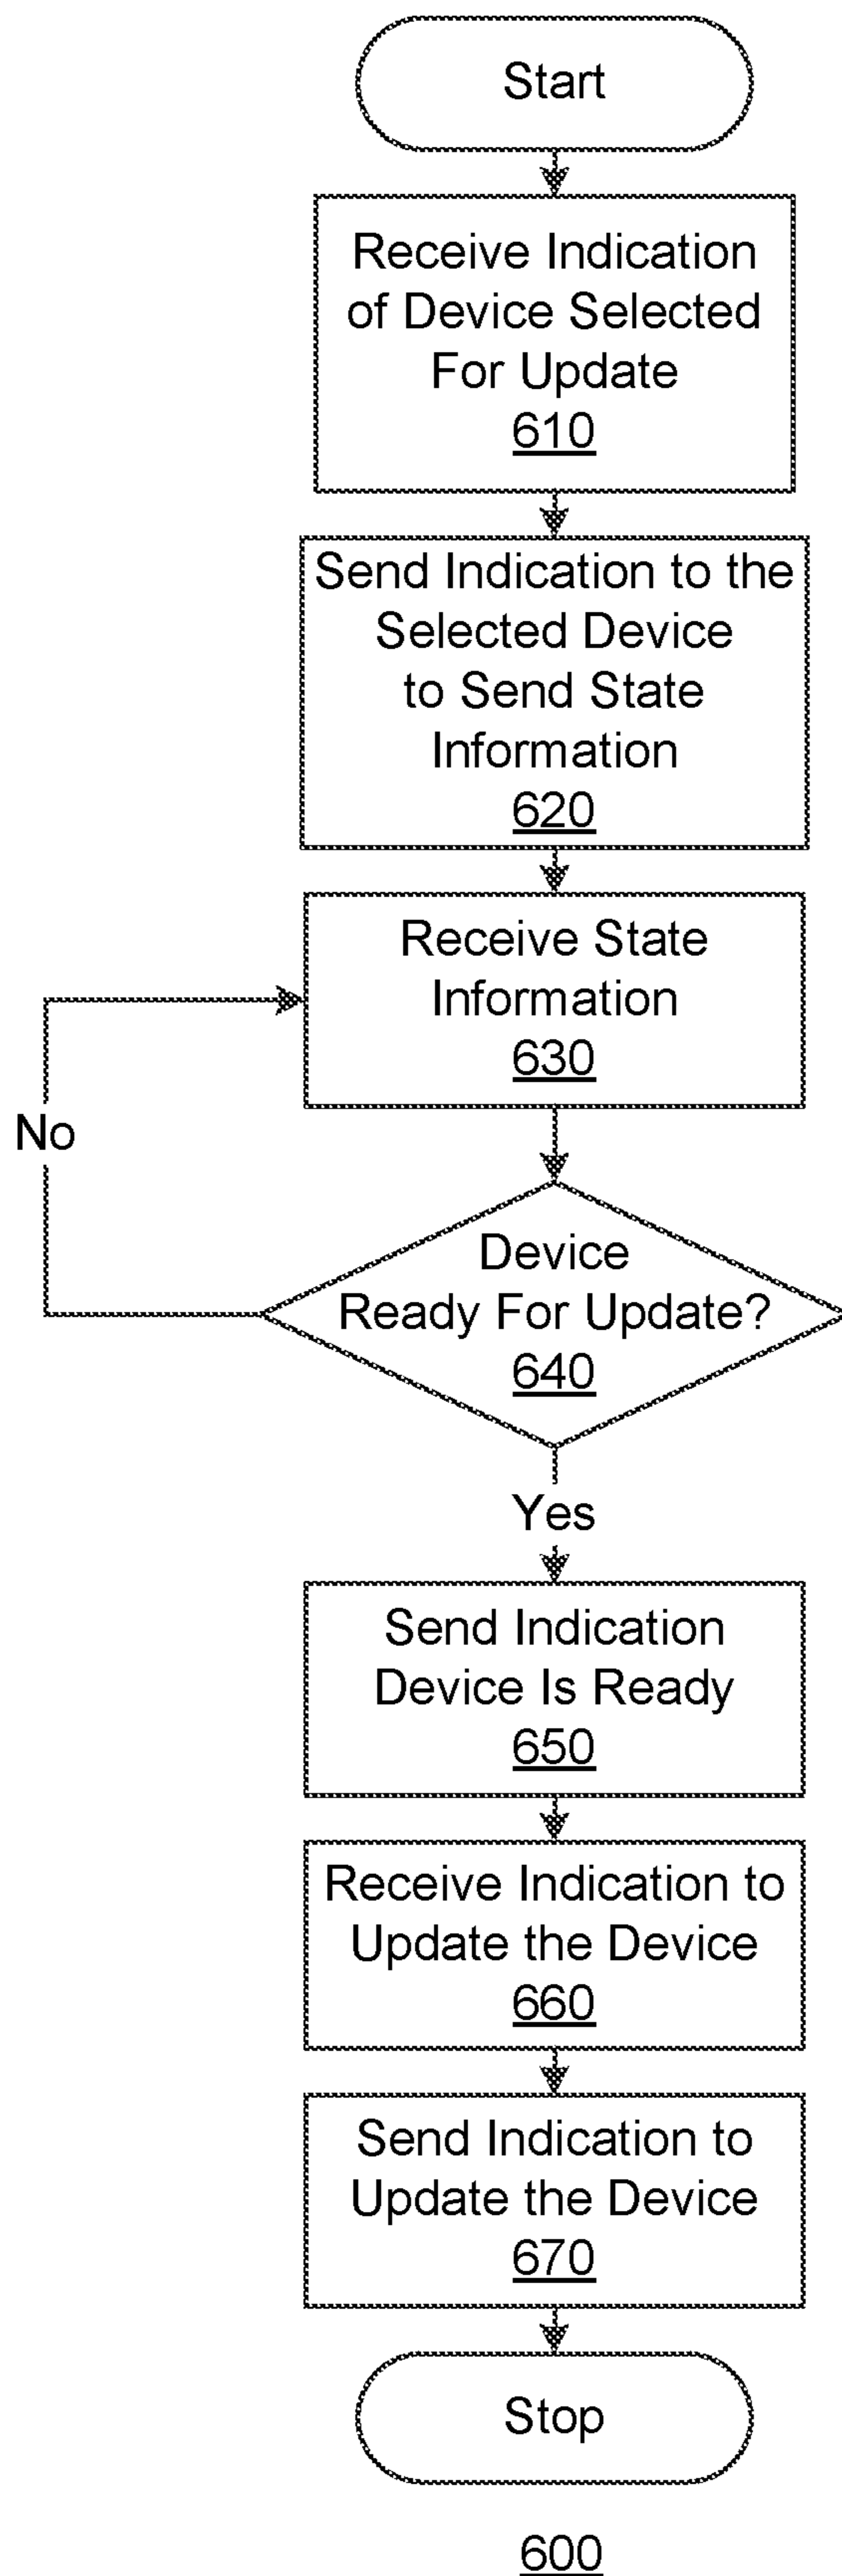 Start
Receive Indication
of Device Selected
For Update
610
Send Indication to the
Selected Device
to Send State
Information
620
Receive State
Information
630
No
Device
Ready For Update?
640
Yes
Send Indication
Device Is Ready
650
Receive Indication to
Update the Device
660
Send Indication to
Update the Device
670
Stop
600